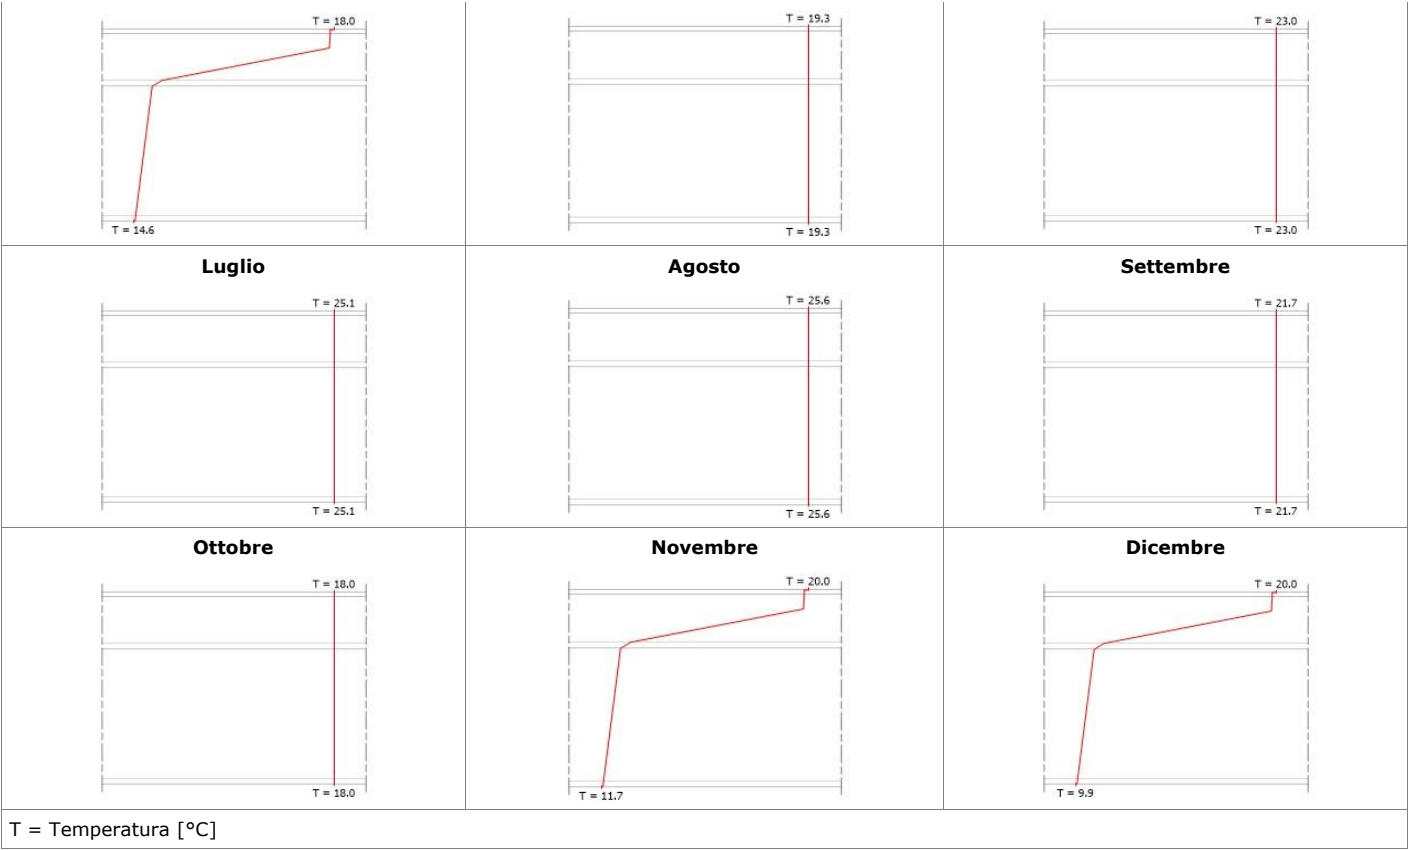 T = 18.0
T = 14.6
T = 19.3
T = 19.3
T = 23.0
T = 23.0
Luglio
T = 25.1
T = 25.1
Agosto
T = 25.6
T = 25.6
Settembre
T = 21.7
T = 21.7
Ottobre
T = 18.0
T = 18.0
Novembre
T = 20.0
T = 11.7
Dicembre
T = 20.0
T = 9.9
T = Temperatura [°C]